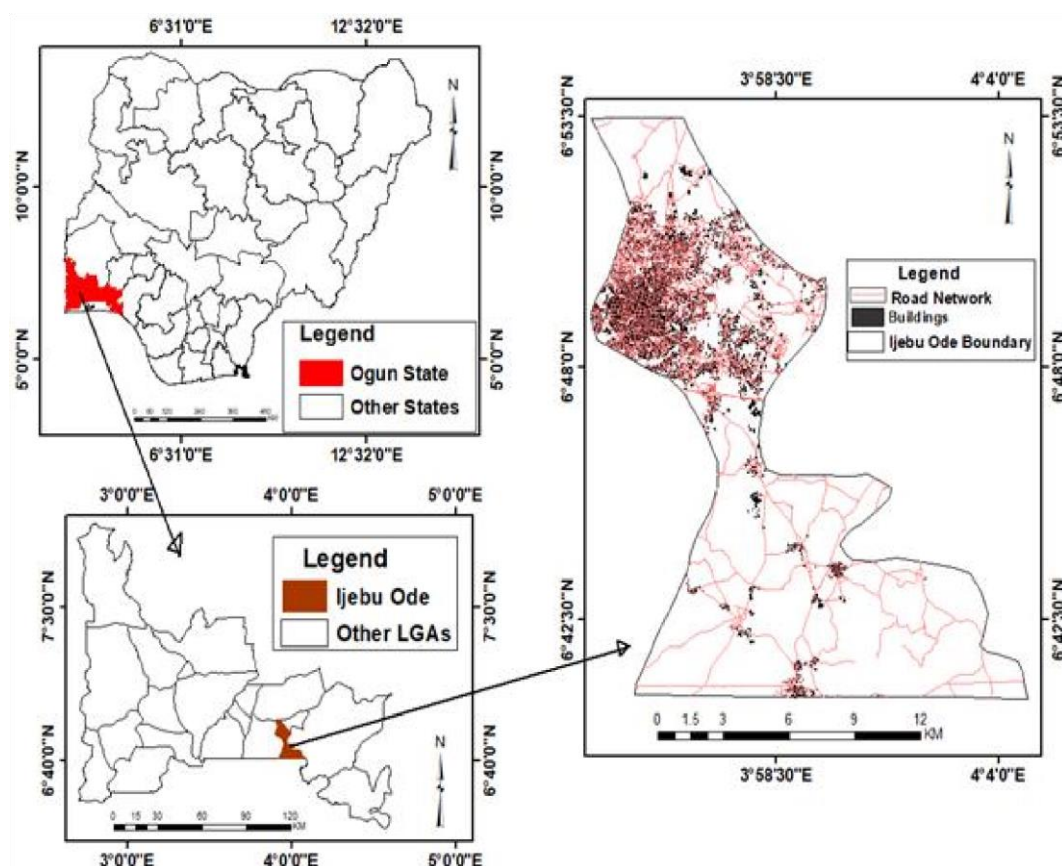 6°31'0"E 12°32'0"E
10°0'0"N
5°0'0"N
N
Legend
Ogun State
Other States
10°0'0"N
5°0'0"N
6°31'0"E 12°32'0"E
3°0'0"E 4°0'0"E 5°0'0"E
7°30'0"N
6°40'0"N
Legend
Ijebu Ode
Other LGAs
N
0 15 30 60 90 120
KM
7°30'0"N
6°40'0"N
3°0'0"E 4°0'0"E 5°0'0"E
3°58'30"E 4°4'0"E
6°53'30"N
6°48'0"N
6°42'30"N
N
Legend
Road Network
Buildings
Ijebu Ode Boundary
0 1.5 3 6 9 12
KM
6°53'30"N
6°48'0"N
6°42'30"N
3°58'30"E 4°4'0"E